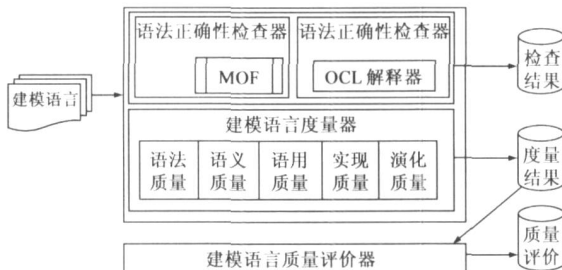 语法正确性检查器
语法正确性检查器
MOF
OCL 解释器
检查
结果
建模语言
建模语言度量器
语法
质量
语义
质量
语用
质量
实现
质量
演化
质量
度量
结果
质量
评价
建模语言质量评价器